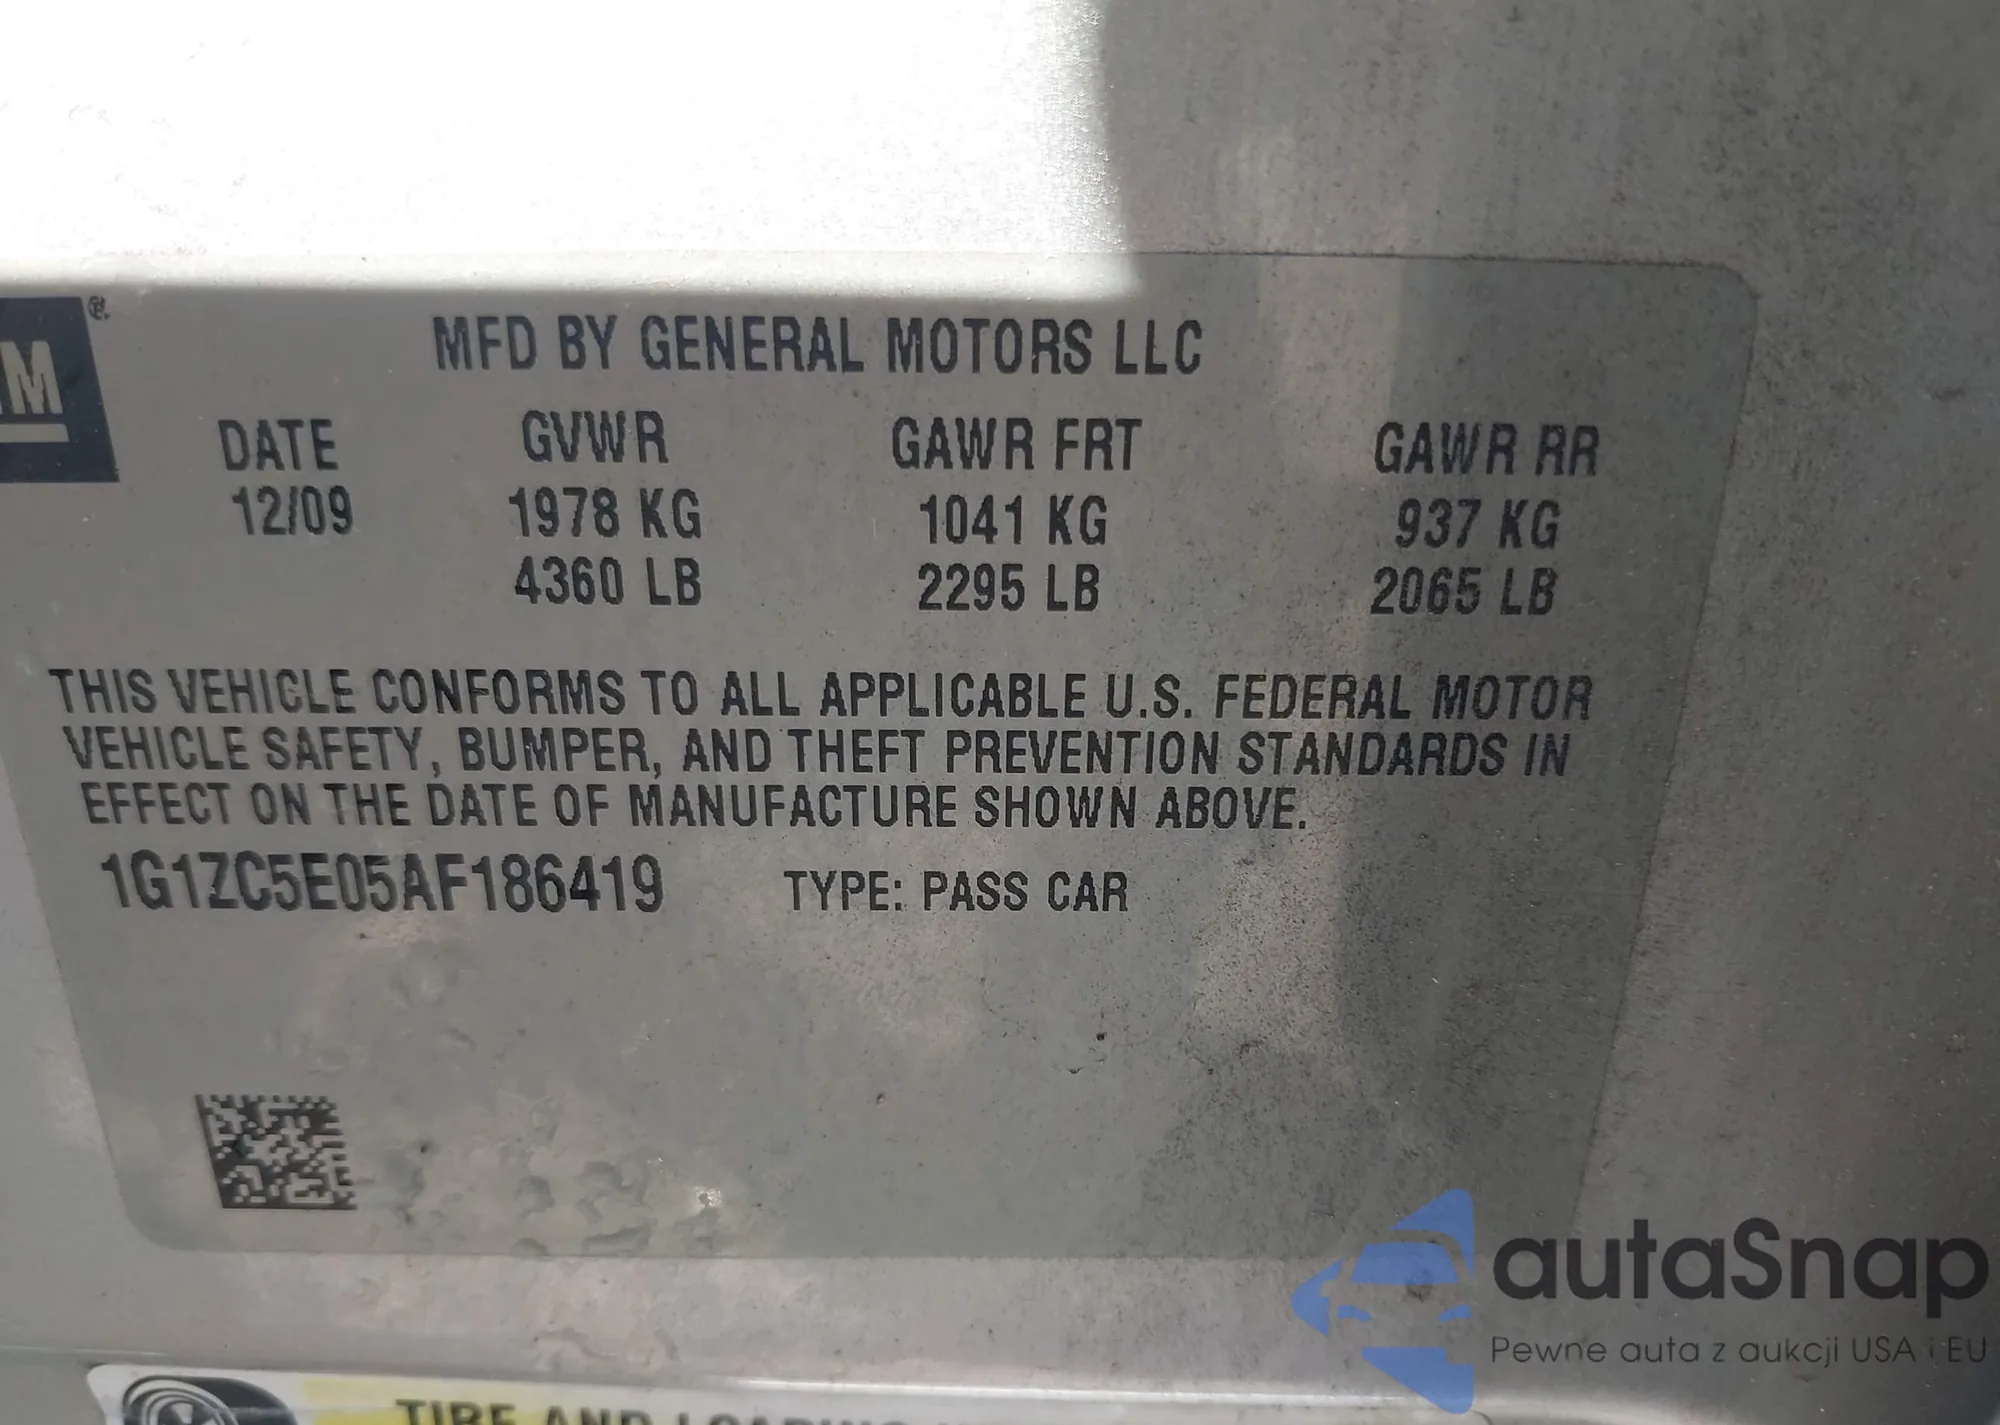 M ®
MFD BY GENERAL MOTORS LLC
DATE GVWR GAWR FRT GAWR RR
12/09 1978 KG 1041 KG 937 KG
4360 LB 2295 LB 2065 LB
THIS VEHICLE CONFORMS TO ALL APPLICABLE U.S. FEDERAL MOTOR
VEHICLE SAFETY, BUMPER, AND THEFT PREVENTION STANDARDS IN
EFFECT ON THE DATE OF MANUFACTURE SHOWN ABOVE.
1G1ZC5E05AF186419 TYPE: PASS CAR
autaSnap
Pewne auta z aukcji USA i EU
TIRE AND LOADING